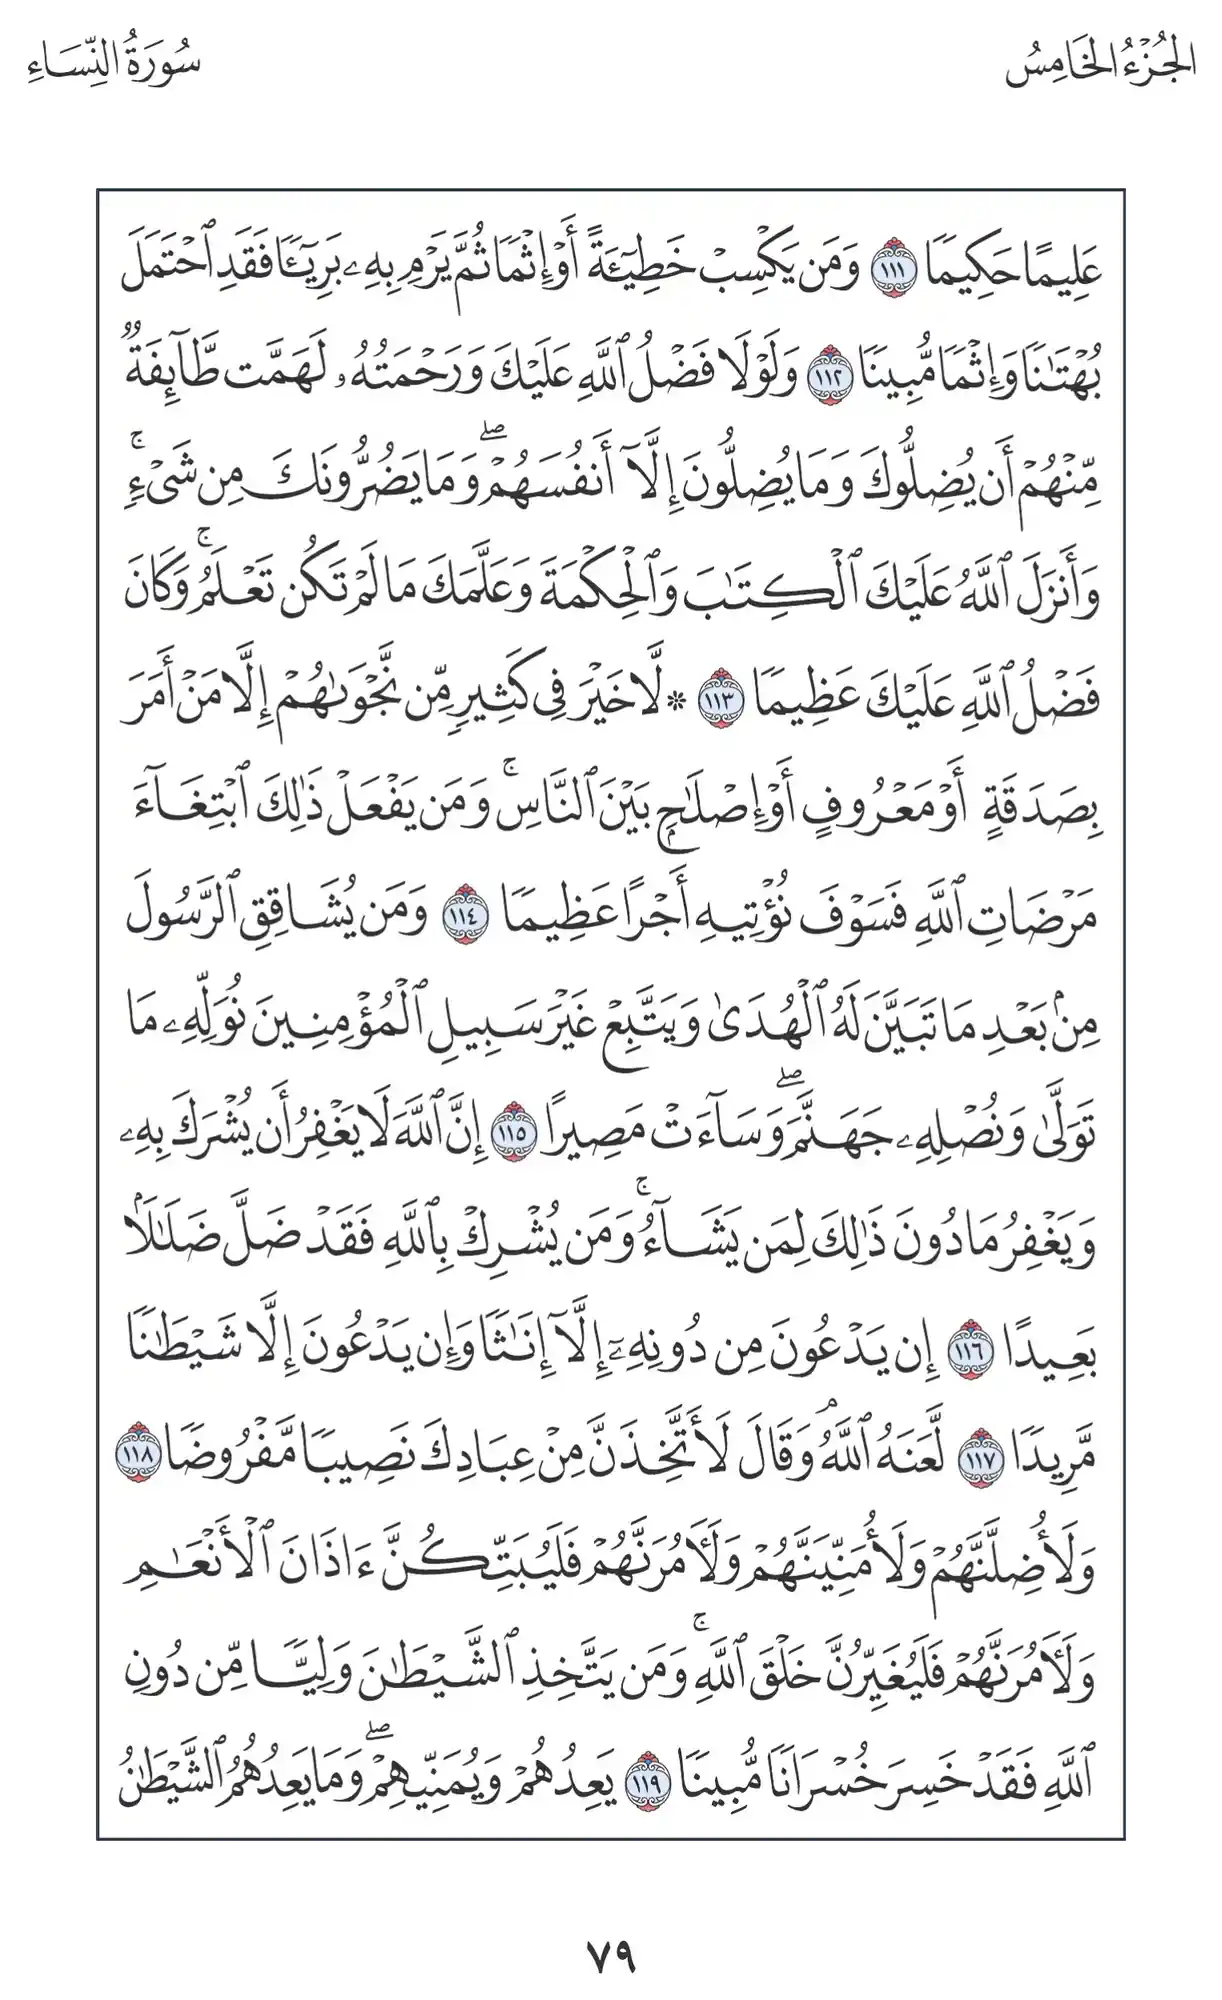 الجُزْءُ الخَامِسُ
سُورَةُ النِّسَاءِ
عَلِيمًا حَكِيمٗا ١١١ وَمَن يَكۡسِبۡ خَطِيٓـَٔةً أَوۡ إِثۡمٗا ثُمَّ يَرۡمِ بِهِۦ بَرِيٓـٔٗا فَقَدِ ٱحۡتَمَلَ
بُهۡتَٰنٗا وَإِثۡمٗا مُّبِينٗا ١١٢ وَلَوۡلَا فَضۡلُ ٱللَّهِ عَلَيۡكَ وَرَحۡمَتُهُۥ لَهَمَّت طَّآئِفَةٞ
مِّنۡهُمۡ أَن يُضِلُّوكَ وَمَا يُضِلُّونَ إِلَّآ أَنفُسَهُمۡۖ وَمَا يَضُرُّونَكَ مِن شَيۡءٖۚ
وَأَنزَلَ ٱللَّهُ عَلَيۡكَ ٱلۡكِتَٰبَ وَٱلۡحِكۡمَةَ وَعَلَّمَكَ مَا لَمۡ تَكُن تَعۡلَمُۚ وَكَانَ
فَضۡلُ ٱللَّهِ عَلَيۡكَ عَظِيمٗا ١١٣ * لَّا خَيۡرَ فِي كَثِيرٖ مِّن نَّجۡوَىٰهُمۡ إِلَّا مَنۡ أَمَرَ
بِصَدَقَةٍ أَوۡ مَعۡرُوفٍ أَوۡ إِصۡلَٰحِۭ بَيۡنَ ٱلنَّاسِۚ وَمَن يَفۡعَلۡ ذَٰلِكَ ٱبۡتِغَآءَ
مَرۡضَاتِ ٱللَّهِ فَسَوۡفَ نُؤۡتِيهِ أَجۡرًا عَظِيمٗا ١١٤ وَمَن يُشَاقِقِ ٱلرَّسُولَ
مِنۢ بَعۡدِ مَا تَبَيَّنَ لَهُ ٱلۡهُدَىٰ وَيَتَّبِعۡ غَيۡرَ سَبِيلِ ٱلۡمُؤۡمِنِينَ نُوَلِّهِۦ مَا
تَوَلَّىٰ وَنُصۡلِهِۦ جَهَنَّمَۖ وَسَآءَتۡ مَصِيرًا ١١٥ إِنَّ ٱللَّهَ لَا يَغۡفِرُ أَن يُشۡرَكَ بِهِۦ
وَيَغۡفِرُ مَا دُونَ ذَٰلِكَ لِمَن يَشَآءُۚ وَمَن يُشۡرِكۡ بِٱللَّهِ فَقَدۡ ضَلَّ ضَلَٰلَۢا
بَعِيدًا ١١٦ إِن يَدۡعُونَ مِن دُونِهِۦٓ إِلَّآ إِنَٰثٗا وَإِن يَدۡعُونَ إِلَّا شَيۡطَٰنٗا
مَّرِيدٗا ١١٧ لَّعَنَهُ ٱللَّهُۘ وَقَالَ لَأَتَّخِذَنَّ مِنۡ عِبَادِكَ نَصِيبٗا مَّفۡرُوضٗا ١١٨
وَلَأُضِلَّنَّهُمۡ وَلَأُمَنِّيَنَّهُمۡ وَلَأٓمُرَنَّهُمۡ فَلَيُبَتِّكُنَّ ءَاذَانَ ٱلۡأَنۡعَٰمِ
وَلَأٓمُرَنَّهُمۡ فَلَيُغَيِّرُنَّ خَلۡقَ ٱللَّهِۚ وَمَن يَتَّخِذِ ٱلشَّيۡطَٰنَ وَلِيّٗا مِّن دُونِ
ٱللَّهِ فَقَدۡ خَسِرَ خُسۡرَانٗا مُّبِينٗا ١١٩ يَعِدُهُمۡ وَيُمَنِّيهِمۡۖ وَمَا يَعِدُهُمُ ٱلشَّيۡطَٰنُ
٧٩